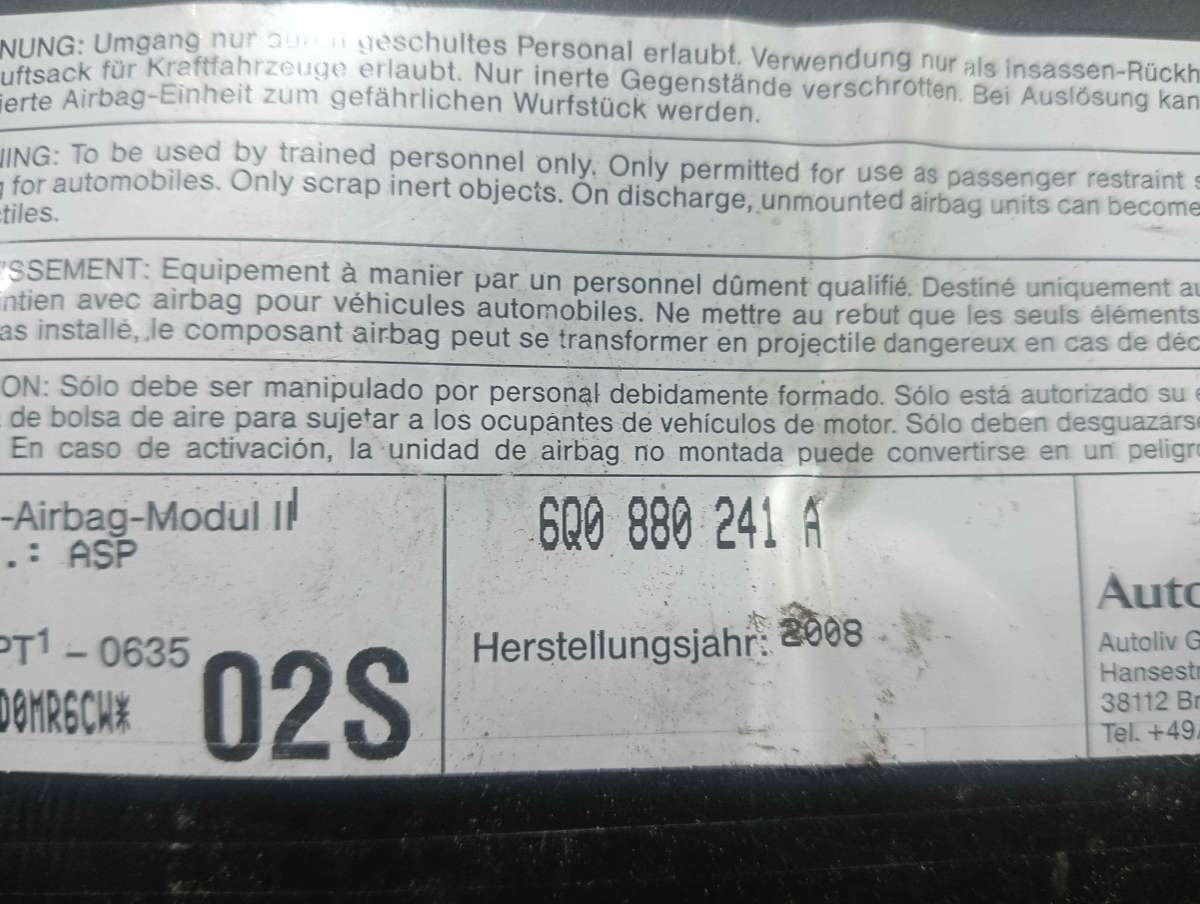 NUNG: Umgang nur geschultes Personal erlaubt. Verwendung nur als Insassen-Rückh
uftsack für Kraftfahrzeuge erlaubt. Nur inerte Gegenstände verschrotten. Bei Auslösung kan
ierte Airbag-Einheit zum gefährlichen Wurfstück werden.
NING: To be used by trained personnel only. Only permitted for use as passenger restraint s
g for automobiles. Only scrap inert objects. On discharge, unmounted airbag units can become
tiles.
SSEMENT: Equipement à manier par un personnel dûment qualifié. Destiné uniquement au
ntien avec airbag pour véhicules automobiles. Ne mettre au rebut que les seuls éléments
as installé, le composant airbag peut se transformer en projectile dangereux en cas de déc
ON: Sólo debe ser manipulado por personal debidamente formado. Sólo está autorizado su e
de bolsa de aire para sujetar a los ocupantes de vehículos de motor. Sólo deben desguazarse
En caso de activación, la unidad de airbag no montada puede convertirse en un peligro
-Airbag-Modul II
.: ASP
6Q0 880 241 A
PT1 – 0635
D0MR6CW*
02S
Herstellungsjahr: 2008
Auto
Autoliv G
Hansestr
38112 Br
Tel. +49